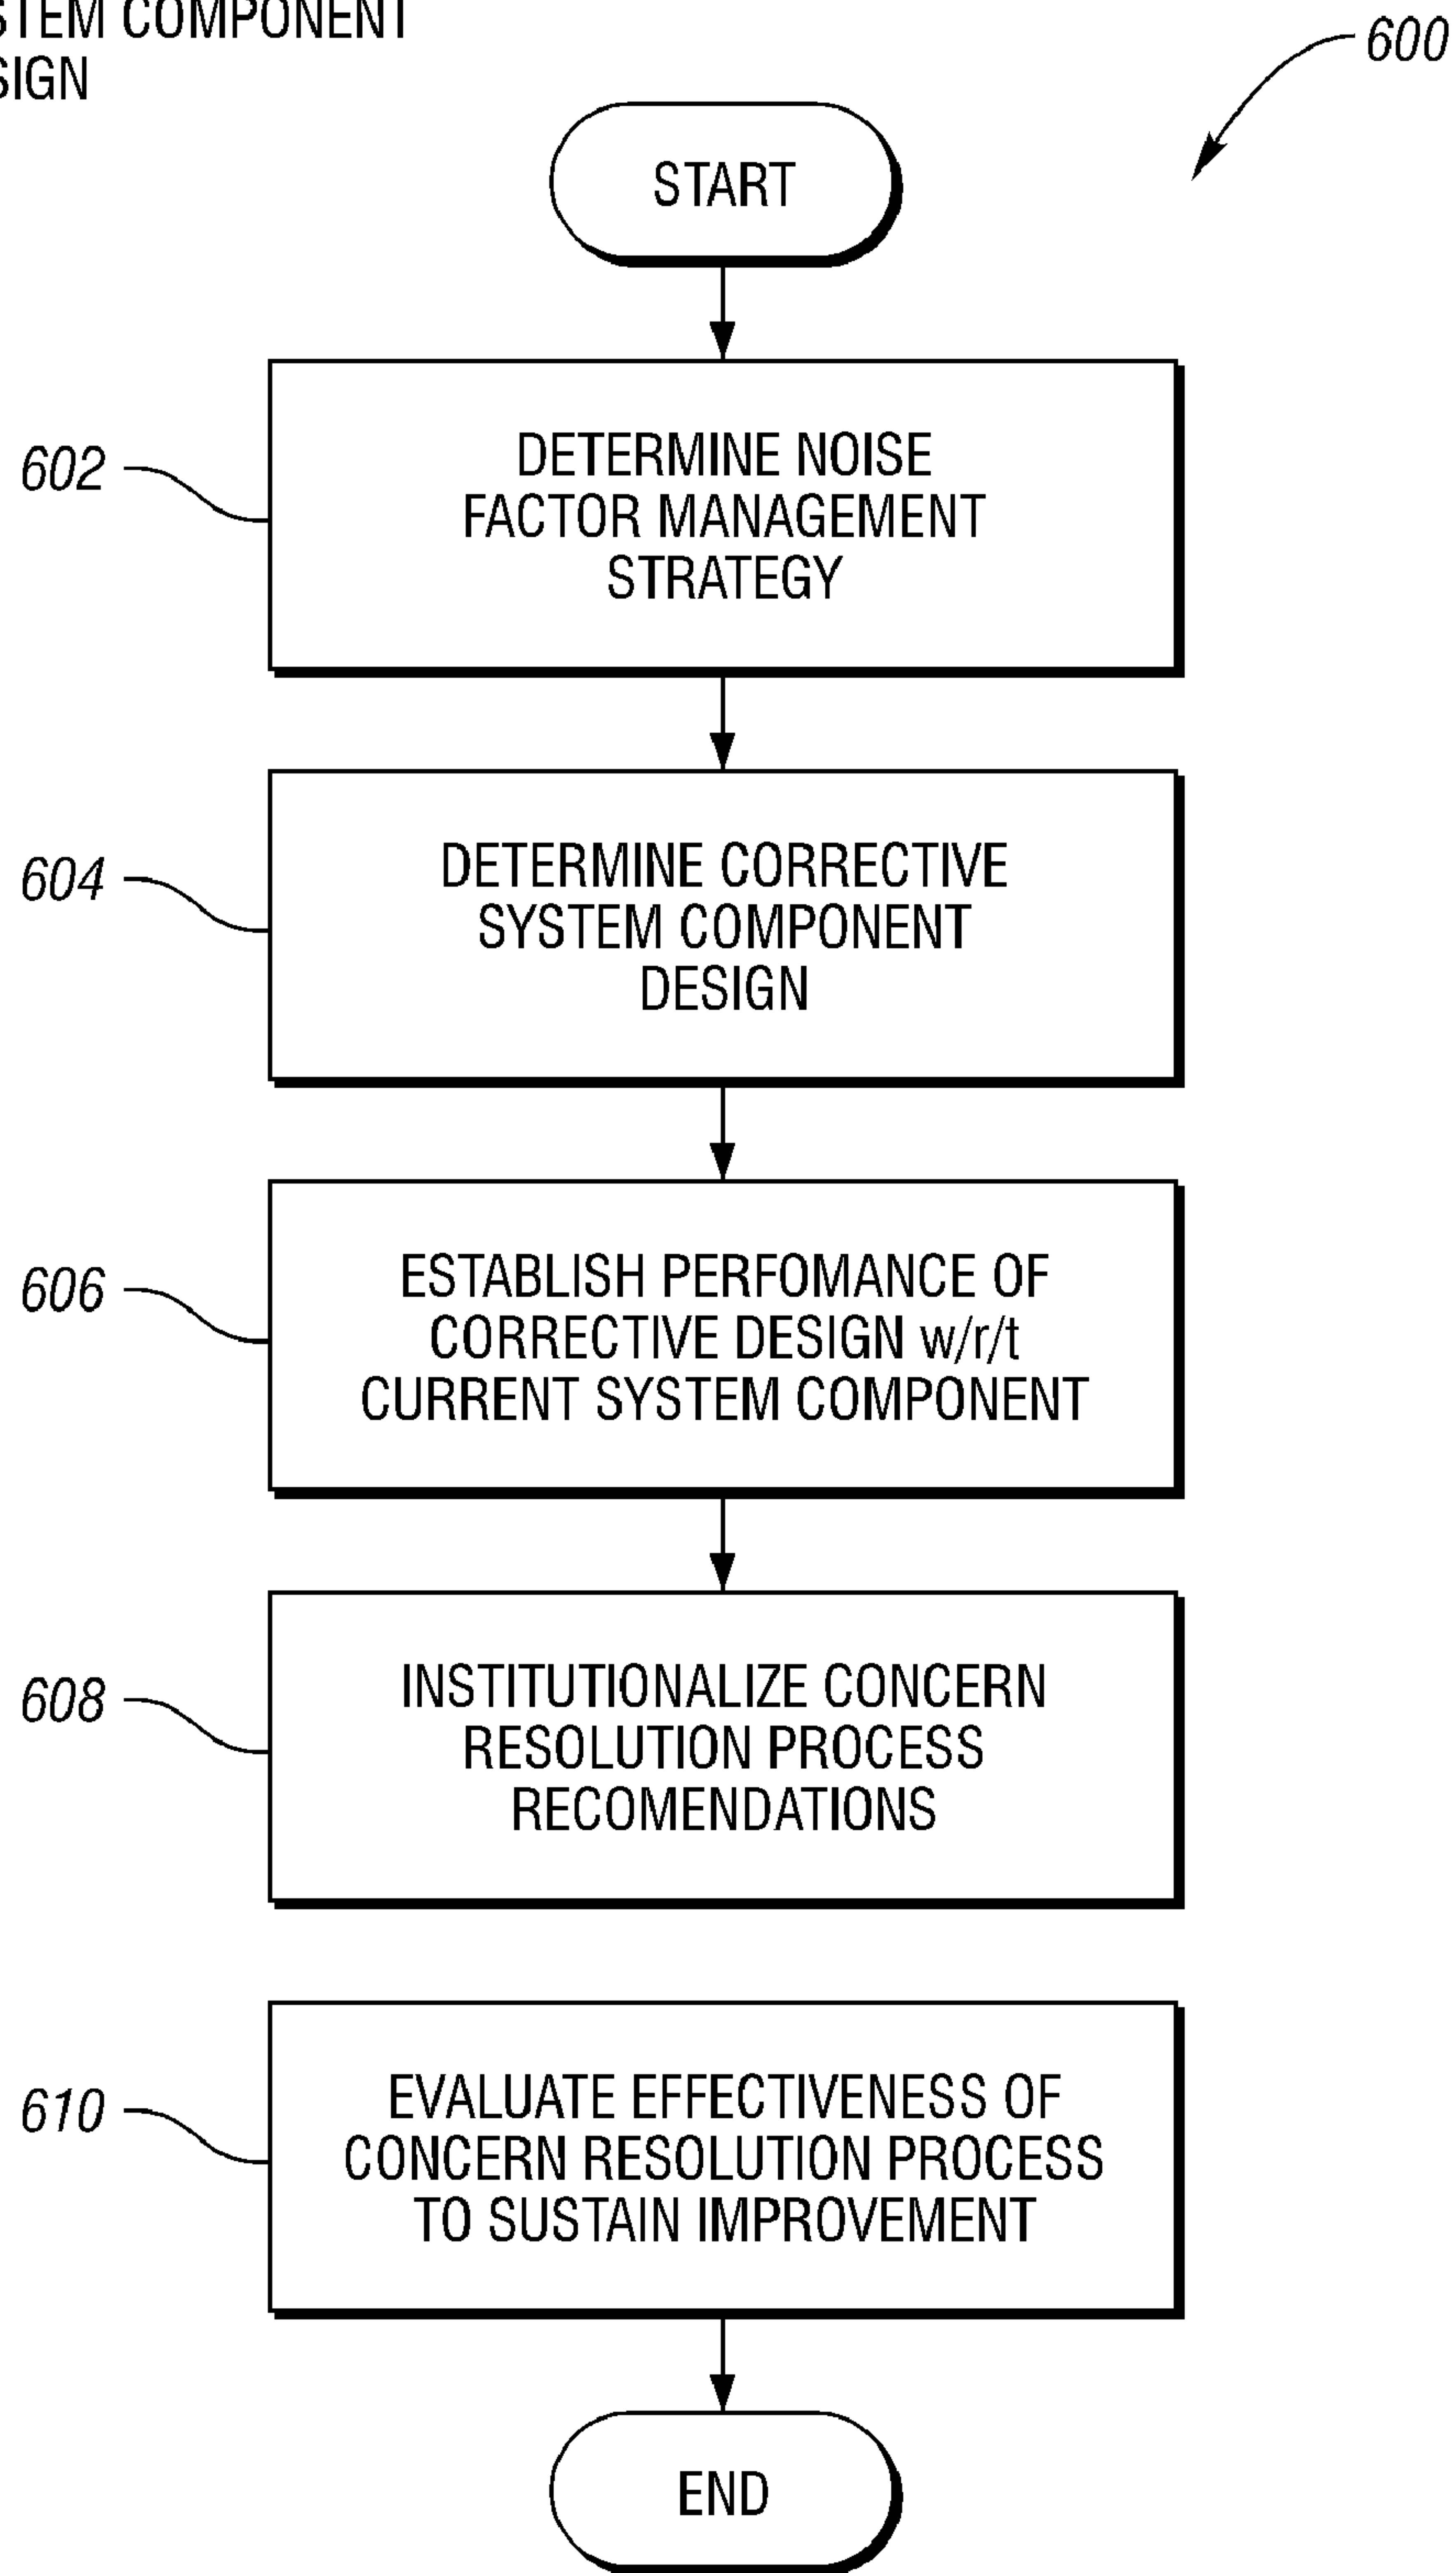 STEM COMPONENT
SIGN
600
START
602
DETERMINE NOISE
FACTOR MANAGEMENT
STRATEGY
604
DETERMINE CORRECTIVE
SYSTEM COMPONENT
DESIGN
606
ESTABLISH PERFOMANCE OF
CORRECTIVE DESIGN w/r/t
CURRENT SYSTEM COMPONENT
608
INSTITUTIONALIZE CONCERN
RESOLUTION PROCESS
RECOMENDATIONS
610
EVALUATE EFFECTIVENESS OF
CONCERN RESOLUTION PROCESS
TO SUSTAIN IMPROVEMENT
END